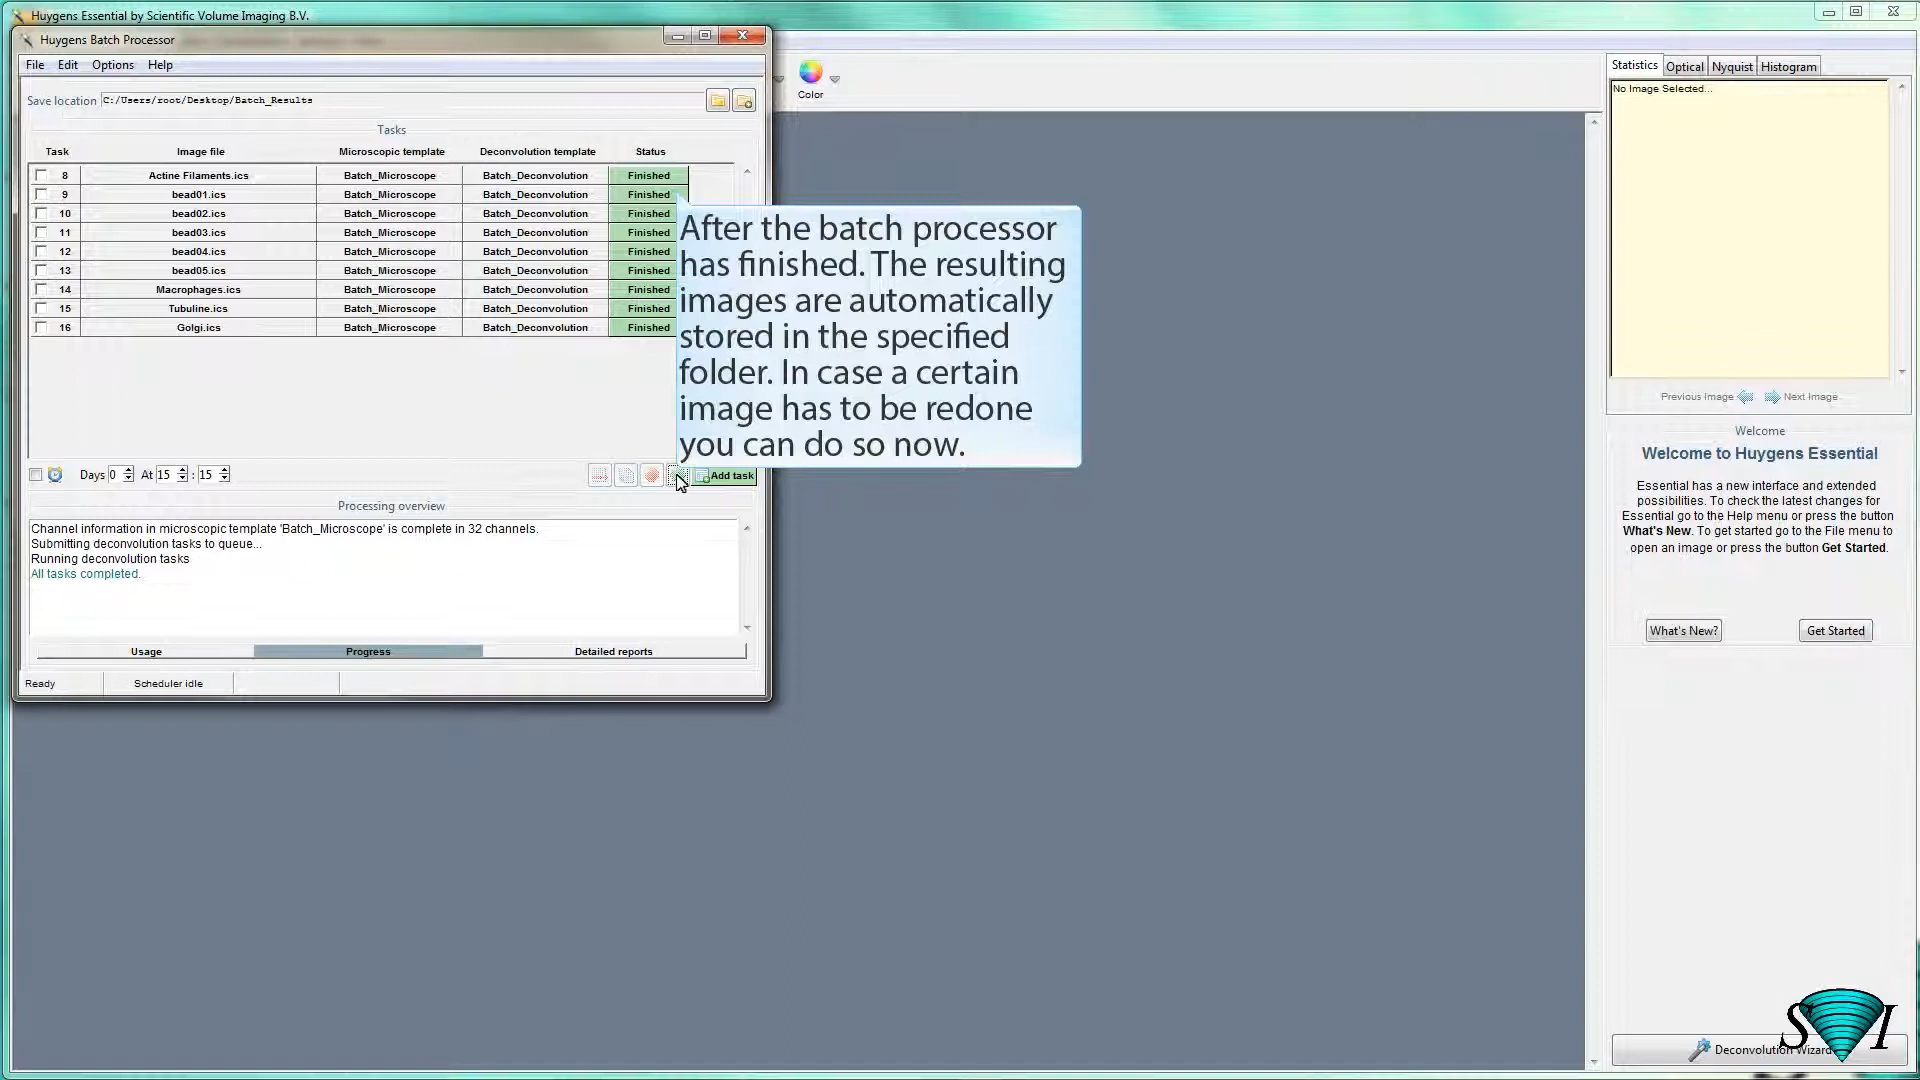 Huygens Essential by Scientific Volume Imaging B.V.
Huygens Batch Processor
File Edit Options Help
Save location C:/Users/root/Desktop/Batch_Results
Tasks
Task Image file Microscopic template Deconvolution template Status
8 Actine Filaments.ics Batch_Microscope Batch_Deconvolution Finished
9 bead01.ics Batch_Microscope Batch_Deconvolution Finished
10 bead02.ics Batch_Microscope Batch_Deconvolution Finished
11 bead03.ics Batch_Microscope Batch_Deconvolution Finished
12 bead04.ics Batch_Microscope Batch_Deconvolution Finished
13 bead05.ics Batch_Microscope Batch_Deconvolution Finished
14 Macrophages.ics Batch_Microscope Batch_Deconvolution Finished
15 Tubuline.ics Batch_Microscope Batch_Deconvolution Finished
16 Golgi.ics Batch_Microscope Batch_Deconvolution Finished
After the batch processor
has finished. The resulting
images are automatically
stored in the specified
folder. In case a certain
image has to be redone
you can do so now.
Days 0 At 15 : 15 Add task
Processing overview
Channel information in microscopic template 'Batch_Microscope' is complete in 32 channels.
Submitting deconvolution tasks to queue...
Running deconvolution tasks
All tasks completed.
Usage Progress Detailed reports
Ready Scheduler idle
Color
Statistics Optical Nyquist Histogram
No Image Selected...
Previous Image Next Image
Welcome
Welcome to Huygens Essential
Essential has a new interface and extended
possibilities. To check the latest changes for
Essential go to the Help menu or press the button
What's New. To get started go to the File menu to
open an image or press the button Get Started.
What's New? Get Started
Deconvolution Wizard
SVI